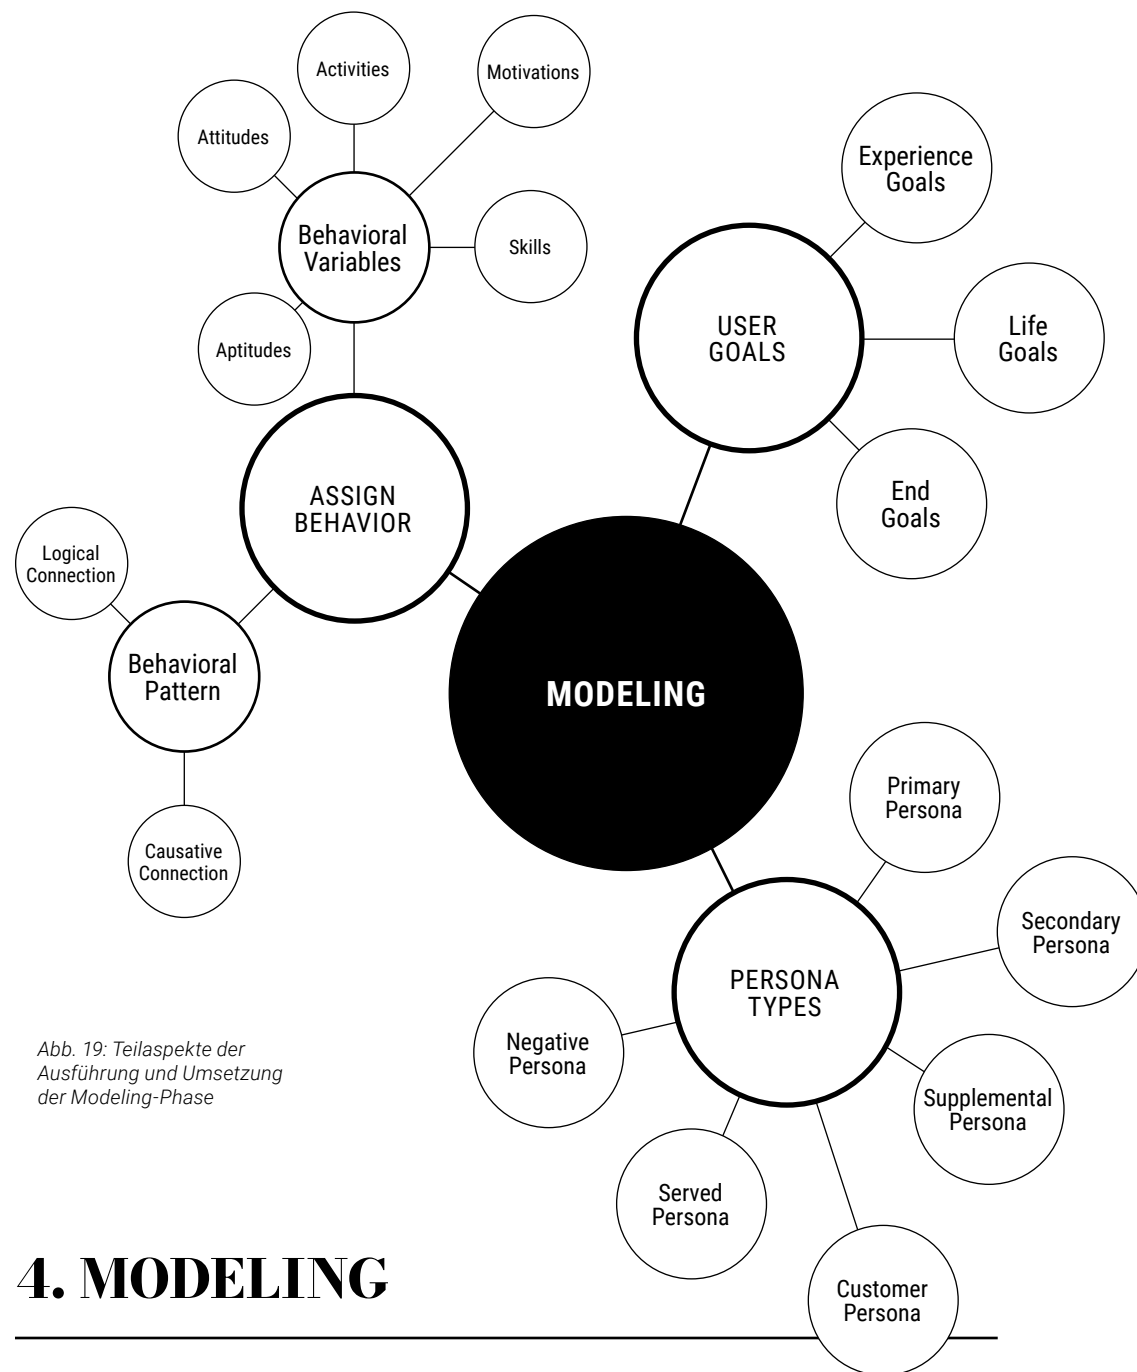 Activities
Motivations
Attitudes
Behavioral
Variables
Skills
Aptitudes
Experience
Goals
USER
GOALS
Life
Goals
End
Goals
ASSIGN
BEHAVIOR
Logical
Connection
Behavioral
Pattern
Causative
Connection
MODELING
Primary
Persona
Secondary
Persona
PERSONA
TYPES
Negative
Persona
Supplemental
Persona
Served
Persona
Customer
Persona
Abb. 19: Teilaspekte der
Ausführung und Umsetzung
der Modeling-Phase
4. MODELING